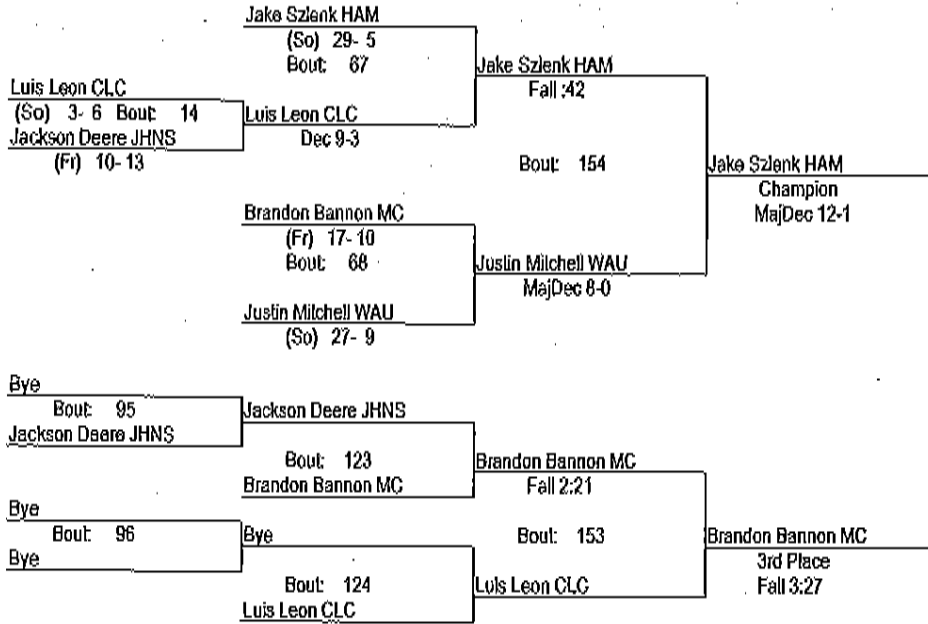 Jake Szlenk HAM
(So) 29- 5
Bout: 67
Jake Szlenk HAM
Fall :42
Luis Leon CLC
(So) 3- 6 Bout: 14
Luis Leon CLC
Jackson Deere JHNS
Dec 9-3
(Fr) 10- 13
Bout: 154
Jake Szlenk HAM
Champion
MajDec 12-1
Brandon Bannon MC
(Fr) 17- 10
Bout: 68
Justin Mitchell WAU
MajDec 8-0
Justin Mitchell WAU
(So) 27- 9
Bye
Bout: 95
Jackson Deere JHNS
Jackson Deere JHNS
Bout: 123
Brandon Bannon MC
Brandon Bannon MC
Fall 2:21
Bye
Bout: 96
Bye
Bye
Bout: 153
Brandon Bannon MC
3rd Place
Fall 3:27
Bout: 124
Luis Leon CLC
Luis Leon CLC